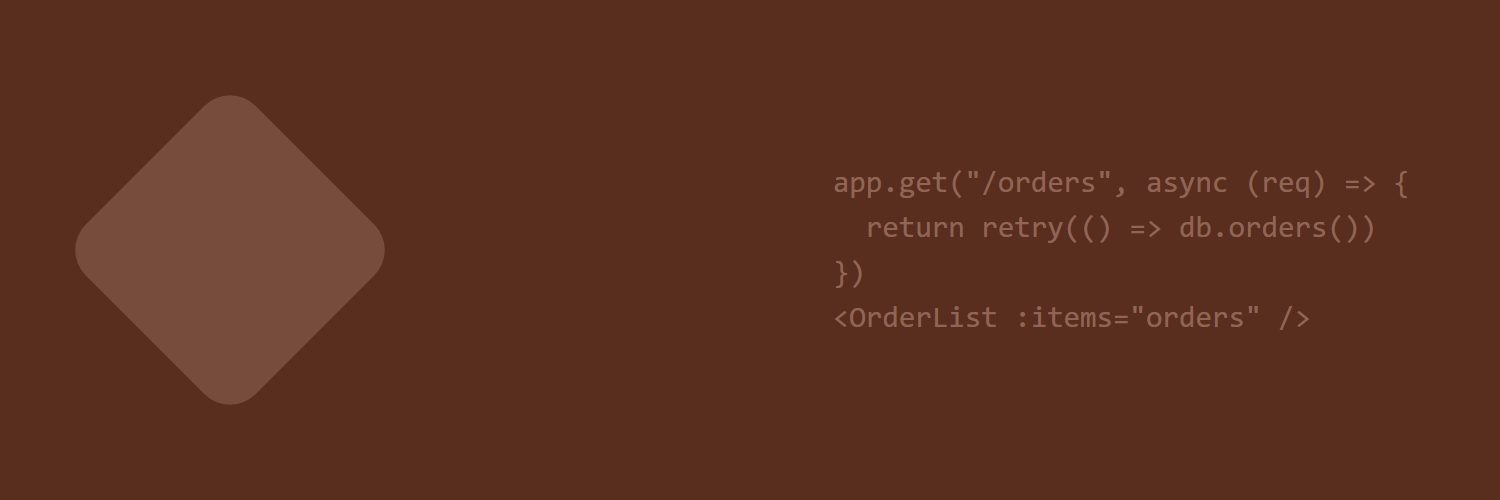 app.get("/orders", async (req) => {
  return retry(() => db.orders())
})
<OrderList :items="orders" />